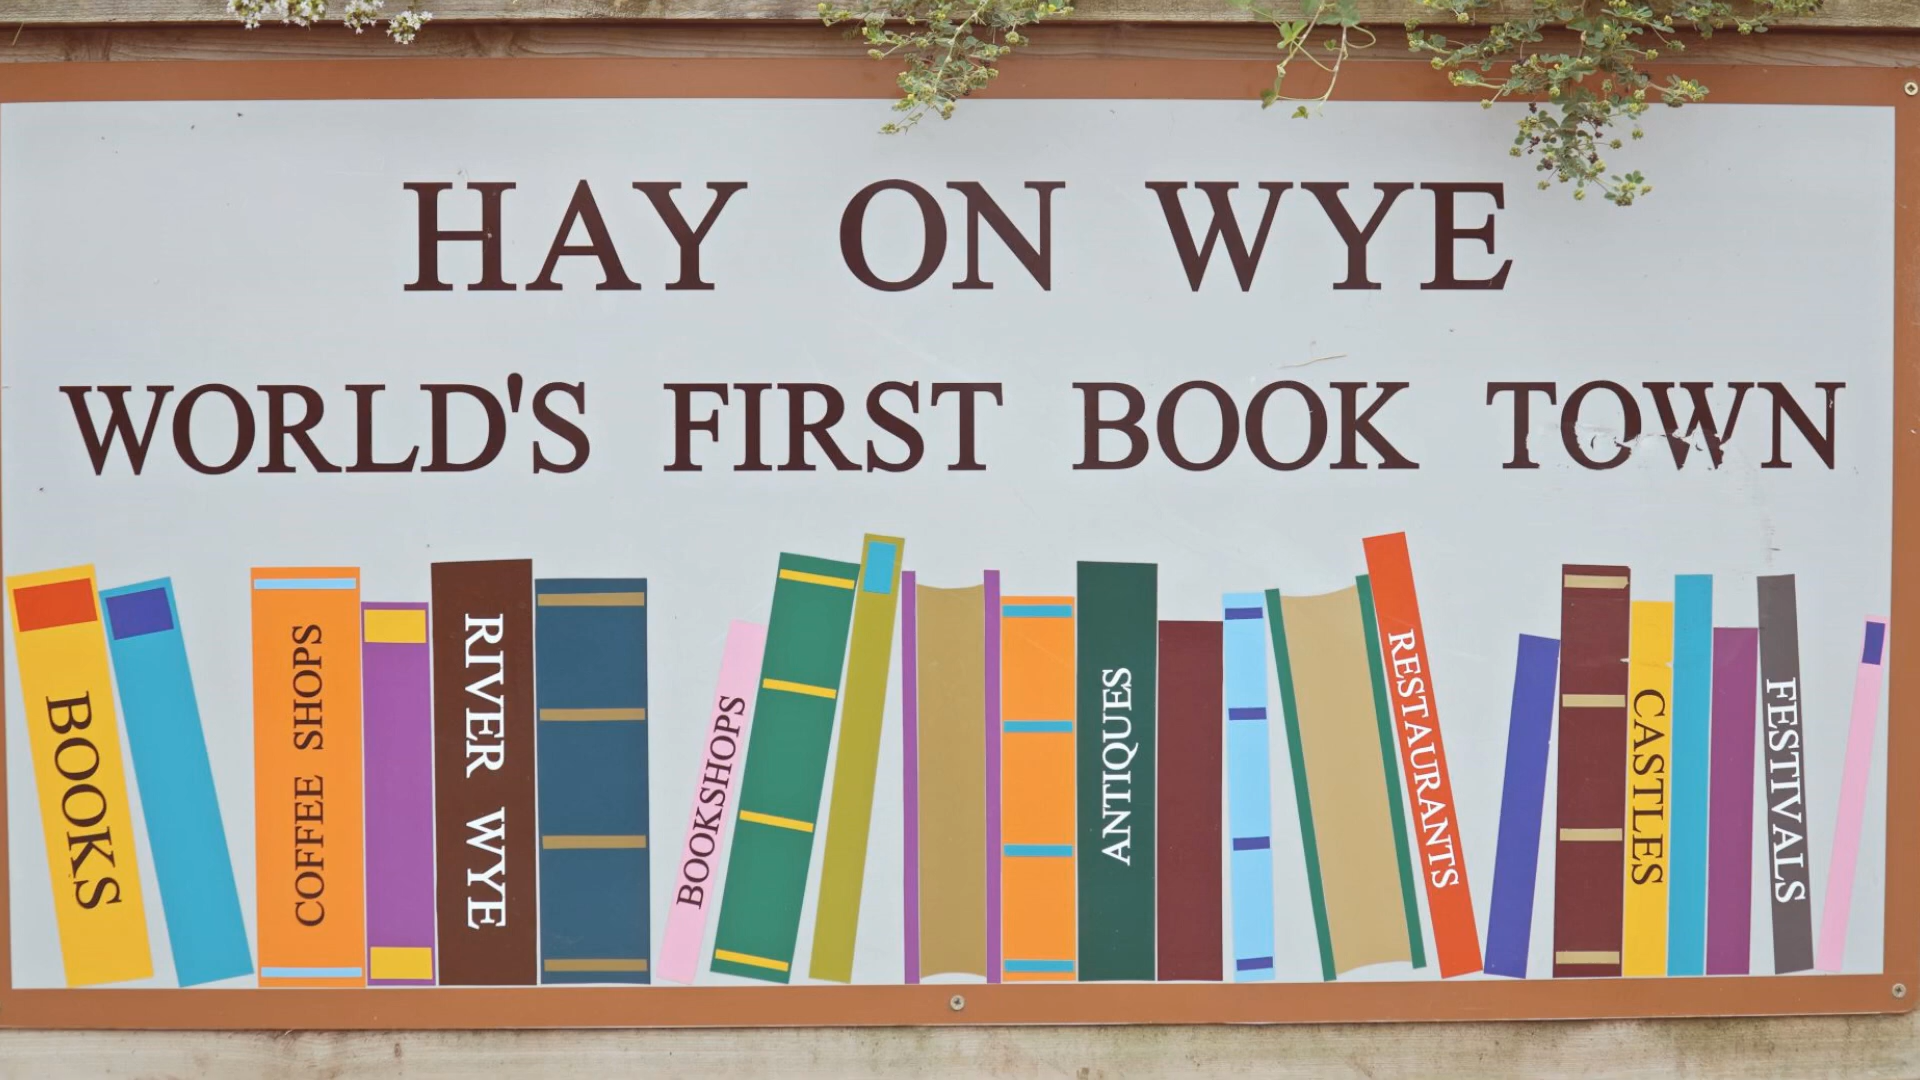 HAY ON WYE
WORLD'S FIRST BOOK TOWN
BOOKS
COFFEE SHOPS
RIVER WYE
BOOKSHOPS
ANTIQUES
RESTAURANTS
CASTLES
FESTIVALS